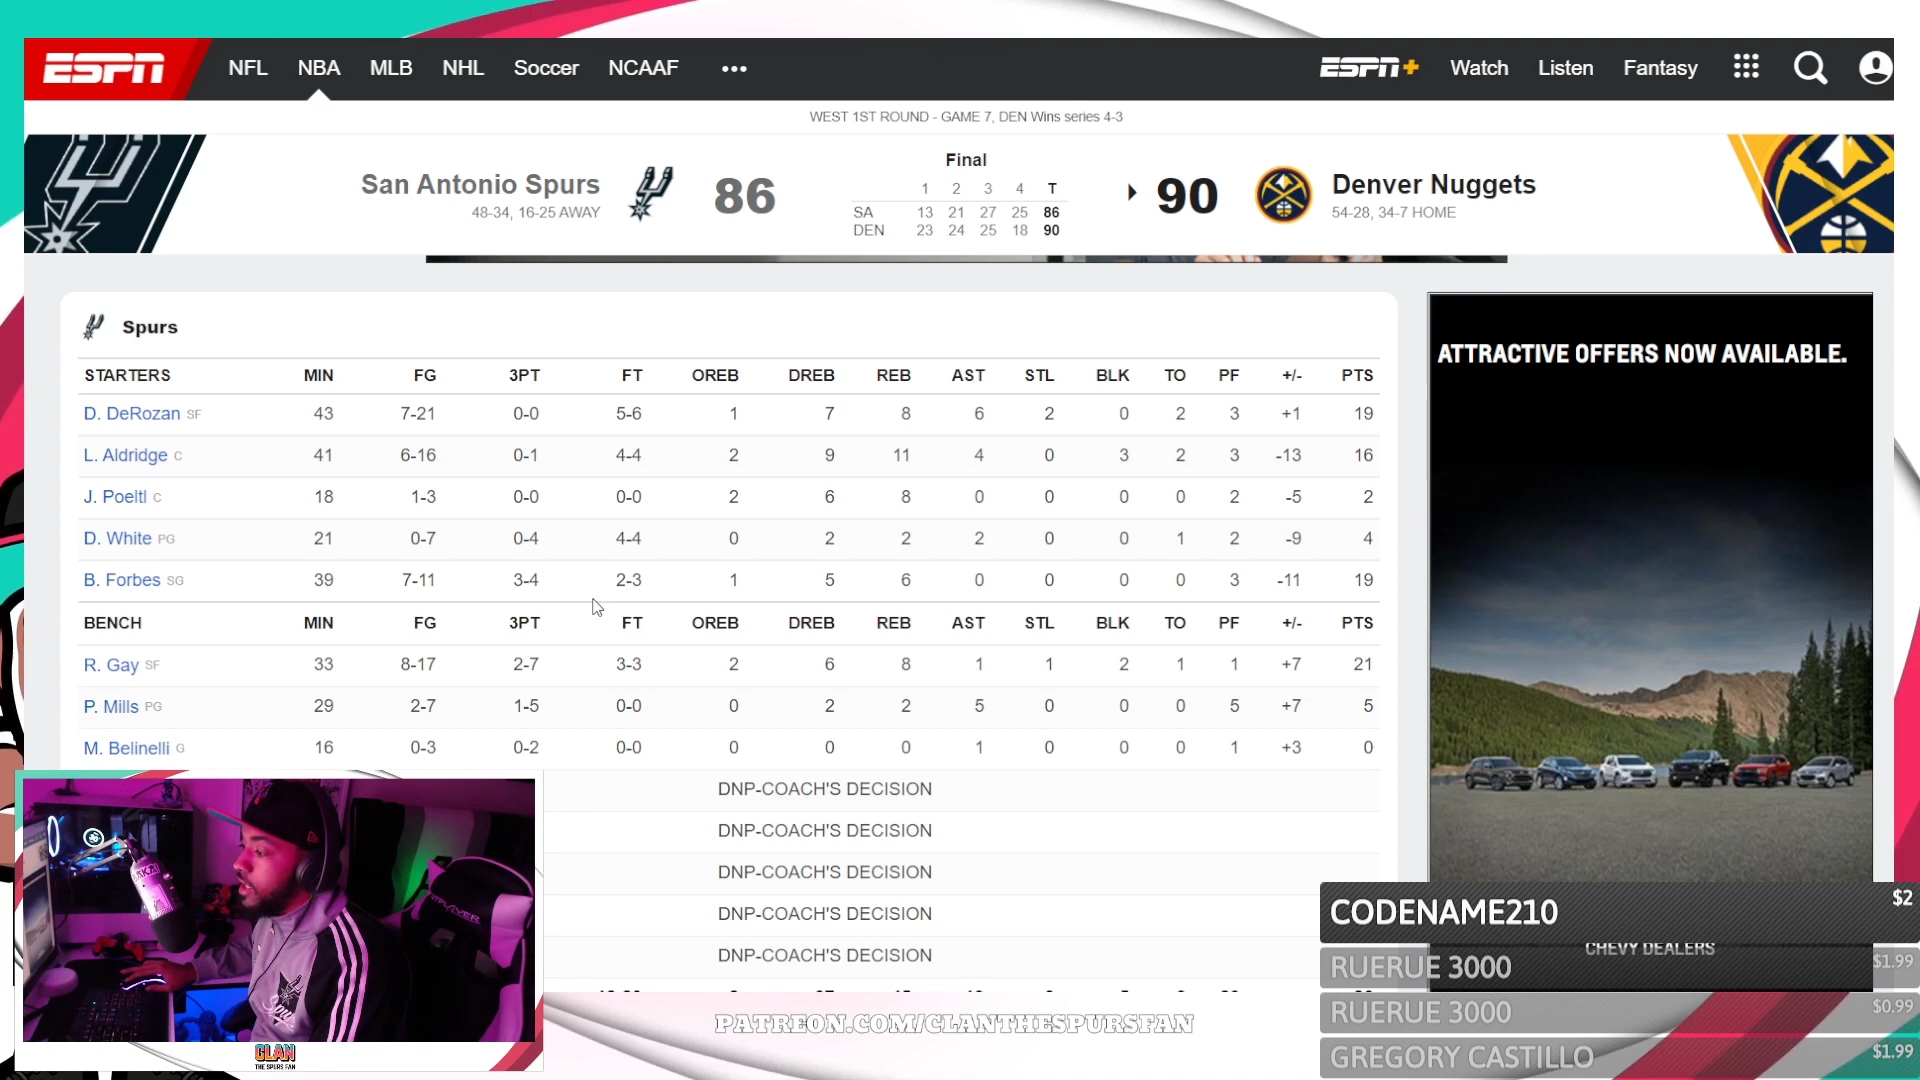 ESPN NFL NBA MLB NHL Soccer NCAAF ••• ESPN+ Watch Listen Fantasy
WEST 1ST ROUND - GAME 7, DEN Wins series 4-3
San Antonio Spurs
48-34, 16-25 AWAY
86
Final
1 2 3 4 T
SA 13 21 27 25 86
DEN 23 24 25 18 90
90
Denver Nuggets
54-28, 34-7 HOME
Spurs
STARTERS MIN FG 3PT FT OREB DREB REB AST STL BLK TO PF +/- PTS
D. DeRozan SF 43 7-21 0-0 5-6 1 7 8 6 2 0 2 3 +1 19
L. Aldridge C 41 6-16 0-1 4-4 2 9 11 4 0 3 2 3 -13 16
J. Poeltl C 18 1-3 0-0 0-0 2 6 8 0 0 0 0 2 -5 2
D. White PG 21 0-7 0-4 4-4 0 2 2 2 0 0 1 2 -9 4
B. Forbes SG 39 7-11 3-4 2-3 1 5 6 0 0 0 0 3 -11 19
BENCH MIN FG 3PT FT OREB DREB REB AST STL BLK TO PF +/- PTS
R. Gay SF 33 8-17 2-7 3-3 2 6 8 1 1 2 1 1 +7 21
P. Mills PG 29 2-7 1-5 0-0 0 2 2 5 0 0 0 5 +7 5
M. Belinelli G 16 0-3 0-2 0-0 0 0 0 1 0 0 0 1 +3 0
DNP-COACH'S DECISION
DNP-COACH'S DECISION
DNP-COACH'S DECISION
DNP-COACH'S DECISION
DNP-COACH'S DECISION
ATTRACTIVE OFFERS NOW AVAILABLE.
CHEVY DEALERS
CODENAME210 $2
RUERUE 3000 $1.99
RUERUE 3000 $0.99
GREGORY CASTILLO $1.99
PATREON.COM/CLANTHESPURSFAN
CLAN
THE SPURS FAN